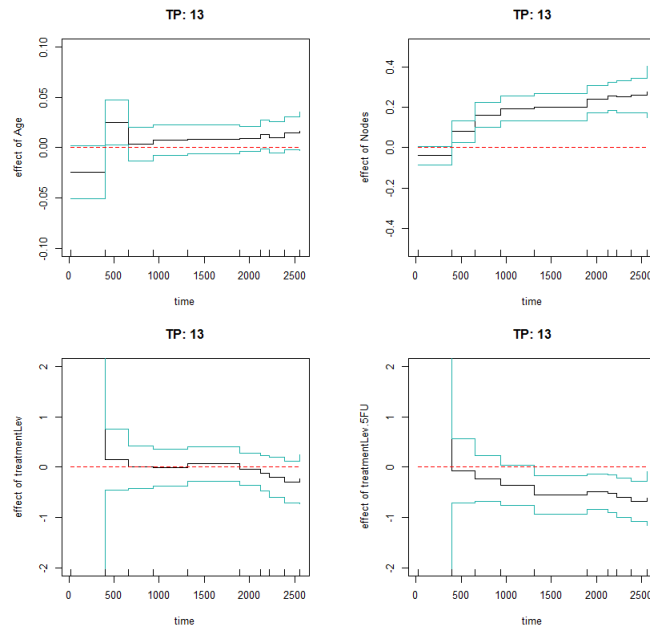 TP: 13
effect of Age
0.10
0.05
0.00
-0.05
-0.10
0 500 1000 1500 2000 2500
time
TP: 13
effect of Nodes
0.4
0.2
0.0
-0.2
-0.4
0 500 1000 1500 2000 2500
time
TP: 13
effect of treatmentLev
2
1
0
-1
-2
0 500 1000 1500 2000 2500
time
TP: 13
effect of treatmentLev.5FU
2
1
0
-1
-2
0 500 1000 1500 2000 2500
time